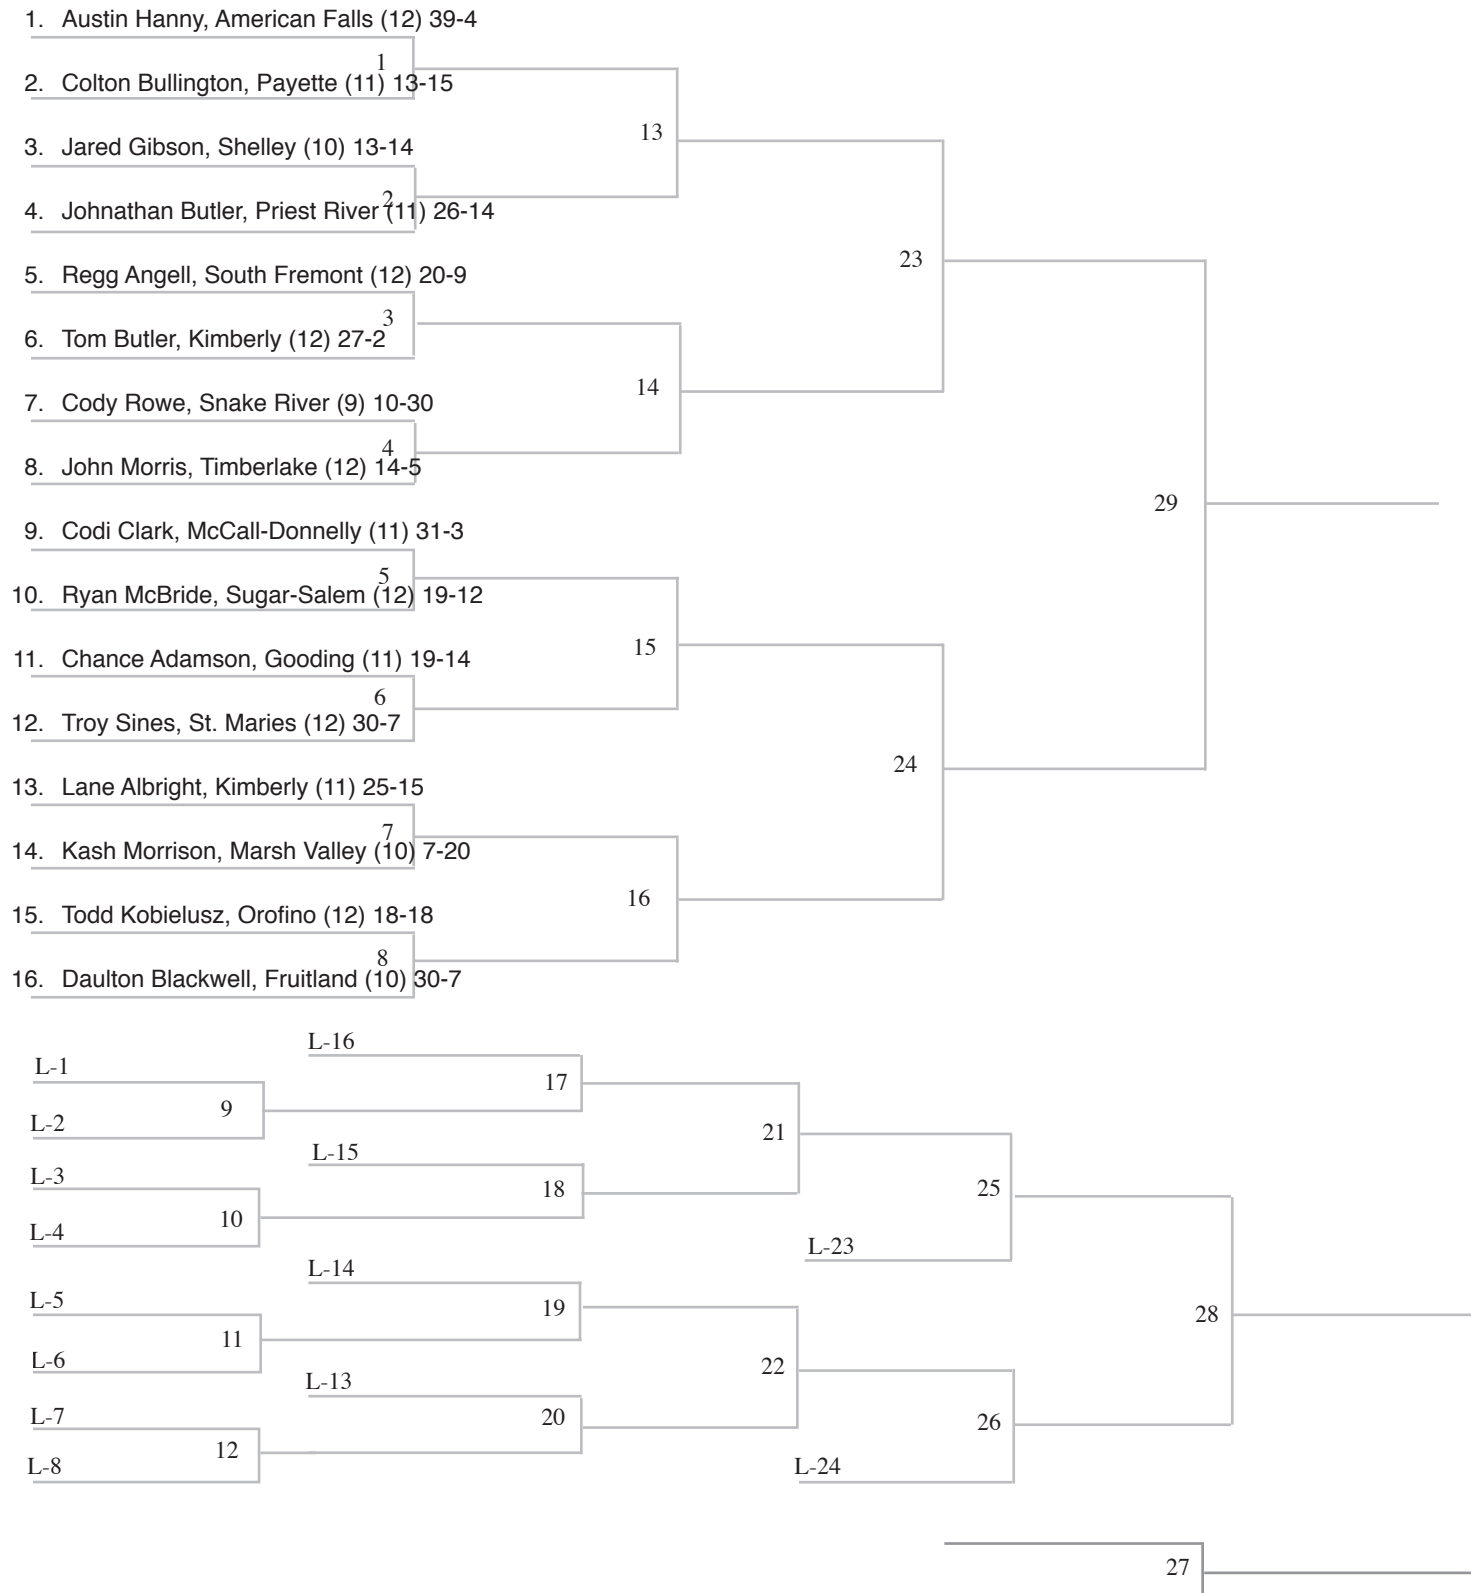 1. Austin Hanny, American Falls (12) 39-4
1
2. Colton Bullington, Payette (11) 13-15
13
3. Jared Gibson, Shelley (10) 13-14
2
4. Johnathan Butler, Priest River (11) 26-14
23
5. Regg Angell, South Fremont (12) 20-9
3
6. Tom Butler, Kimberly (12) 27-2
14
7. Cody Rowe, Snake River (9) 10-30
4
8. John Morris, Timberlake (12) 14-5
29
9. Codi Clark, McCall-Donnelly (11) 31-3
5
10. Ryan McBride, Sugar-Salem (12) 19-12
15
11. Chance Adamson, Gooding (11) 19-14
6
12. Troy Sines, St. Maries (12) 30-7
24
13. Lane Albright, Kimberly (11) 25-15
7
14. Kash Morrison, Marsh Valley (10) 7-20
16
15. Todd Kobielusz, Orofino (12) 18-18
8
16. Daulton Blackwell, Fruitland (10) 30-7
L-16
L-1
17
9
L-2
21
L-15
L-3
18
25
10
L-4
L-23
L-14
L-5
19
28
11
L-6
22
L-13
L-7
20
26
12
L-8
L-24
27